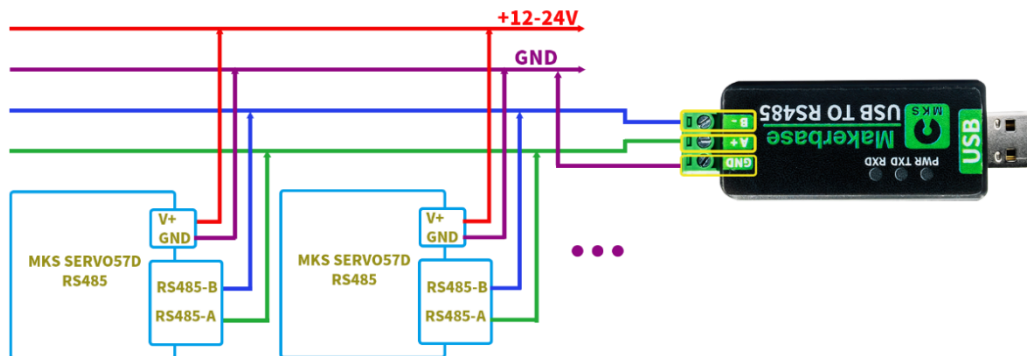 +12-24V
GND
B -
A+
GND
MKS
USB TO RS485
Makerbase
PWR TXD RXD
USB
V+
GND
MKS SERVO57D
RS485
RS485-B
RS485-A
V+
GND
MKS SERVO57D
RS485
RS485-B
RS485-A